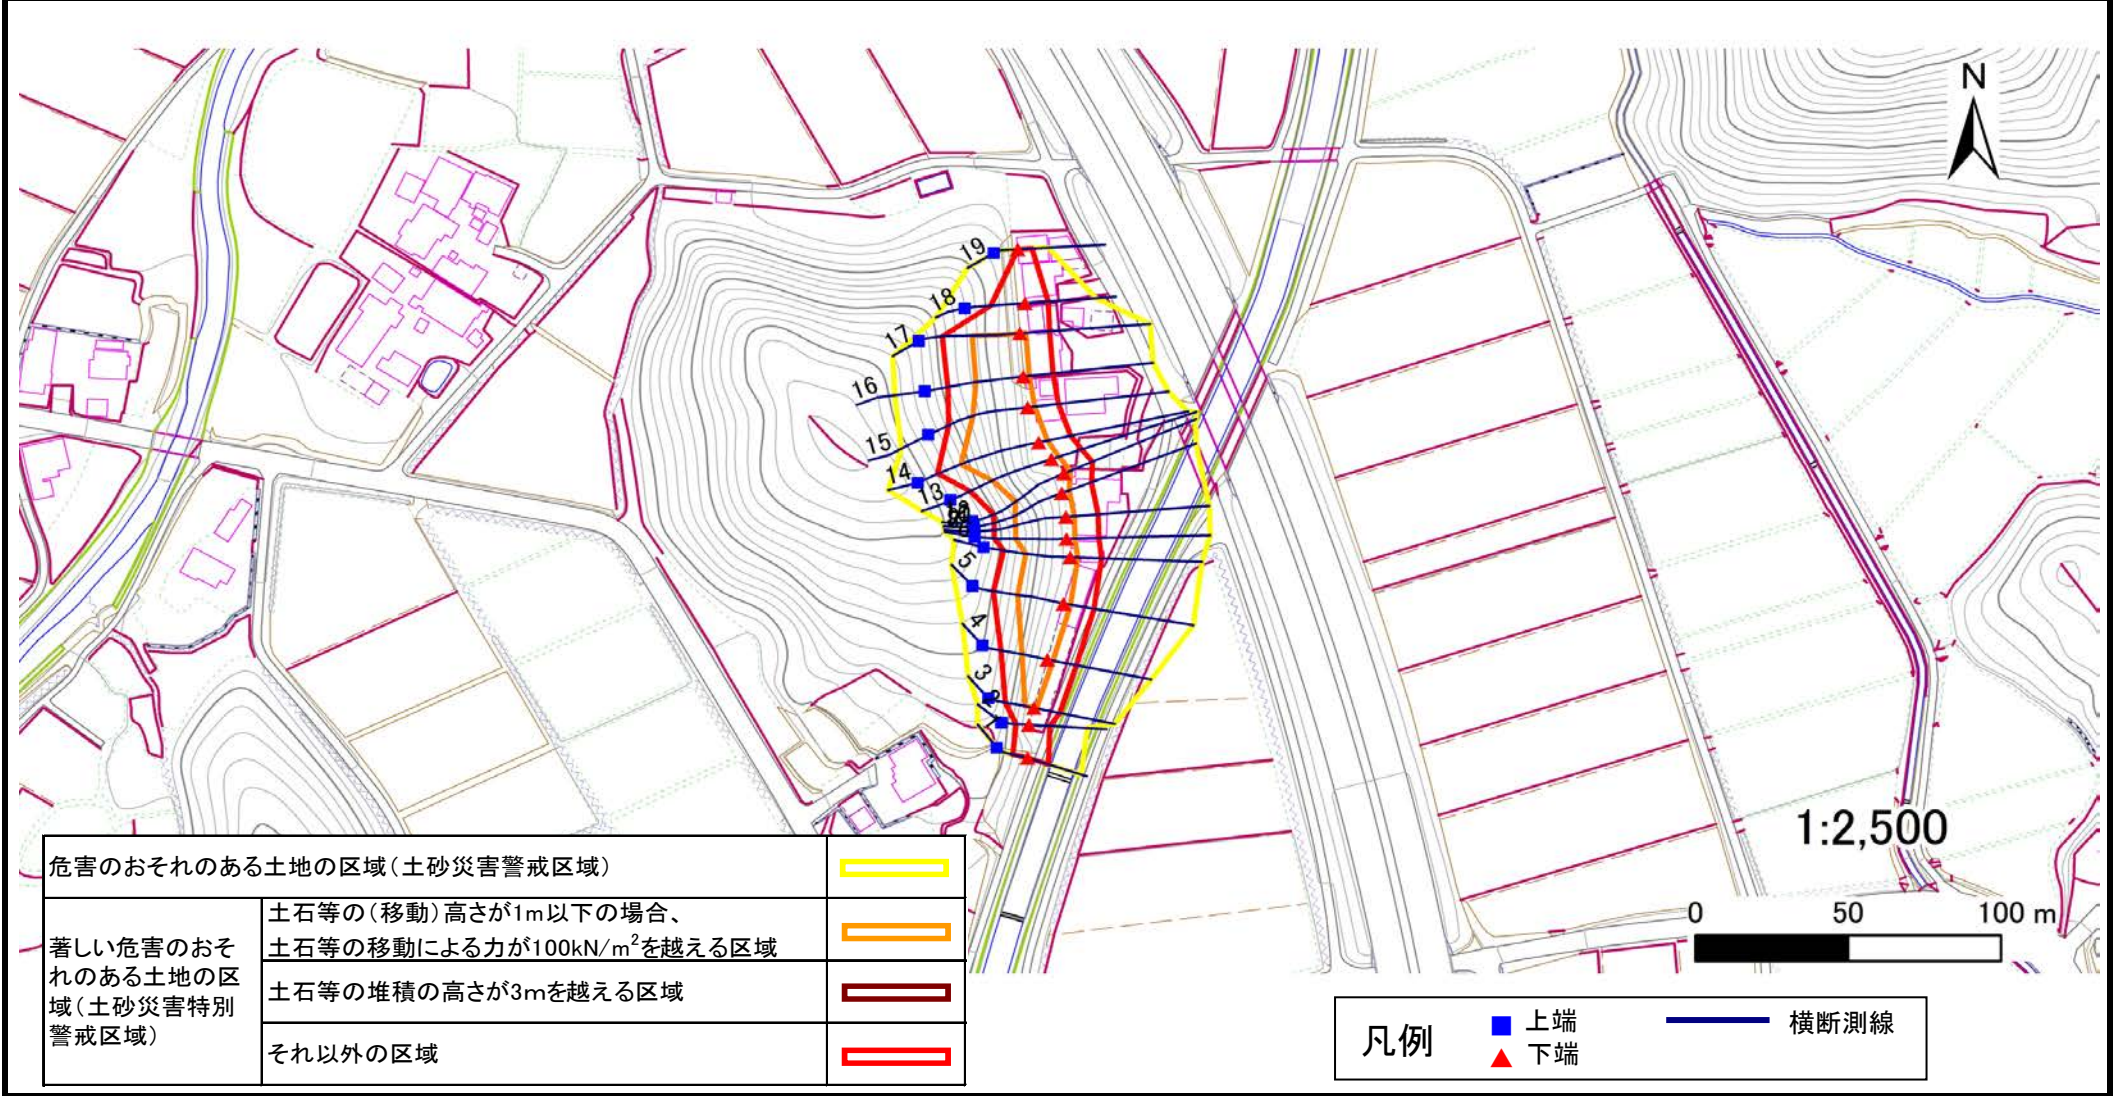 N
19
18
17
16
15
14
13
5
4
3
2
1
1:2,500
0 50 100 m
危害のおそれのある土地の区域(土砂災害警戒区域)
著しい危害のおそ
れのある土地の区
域(土砂災害特別
警戒区域)
土石等の(移動)高さが1m以下の場合、
土石等の移動による力が100kN/m²を越える区域
土石等の堆積の高さが3mを越える区域
それ以外の区域
凡例
上端
下端
横断測線